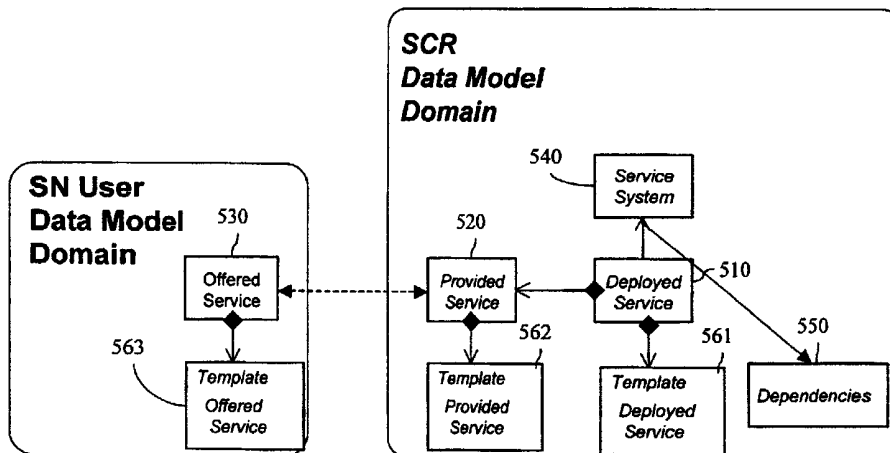 SCR
Data Model
Domain
540
Service
System
SN User
Data Model
Domain
530
520
Offered
Service
Provided
Service
Deployed
Service
510
563
562
561
550
Template
Offered
Service
Template
Provided
Service
Template
Deployed
Service
Dependencies